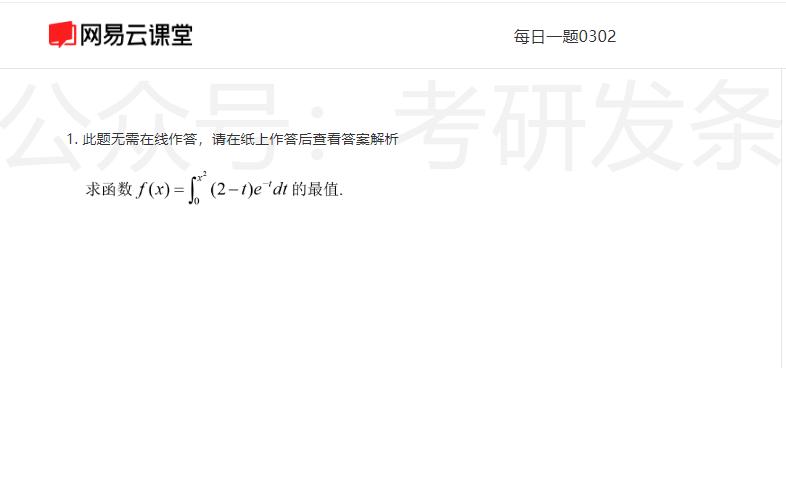 网易云课堂
每日一题0302
公众号：考研发条
1. 此题无需在线作答，请在纸上作答后查看答案解析
求函数 f(x)=∫₀^{x²}(2−t)e^{−t}dt 的最值.